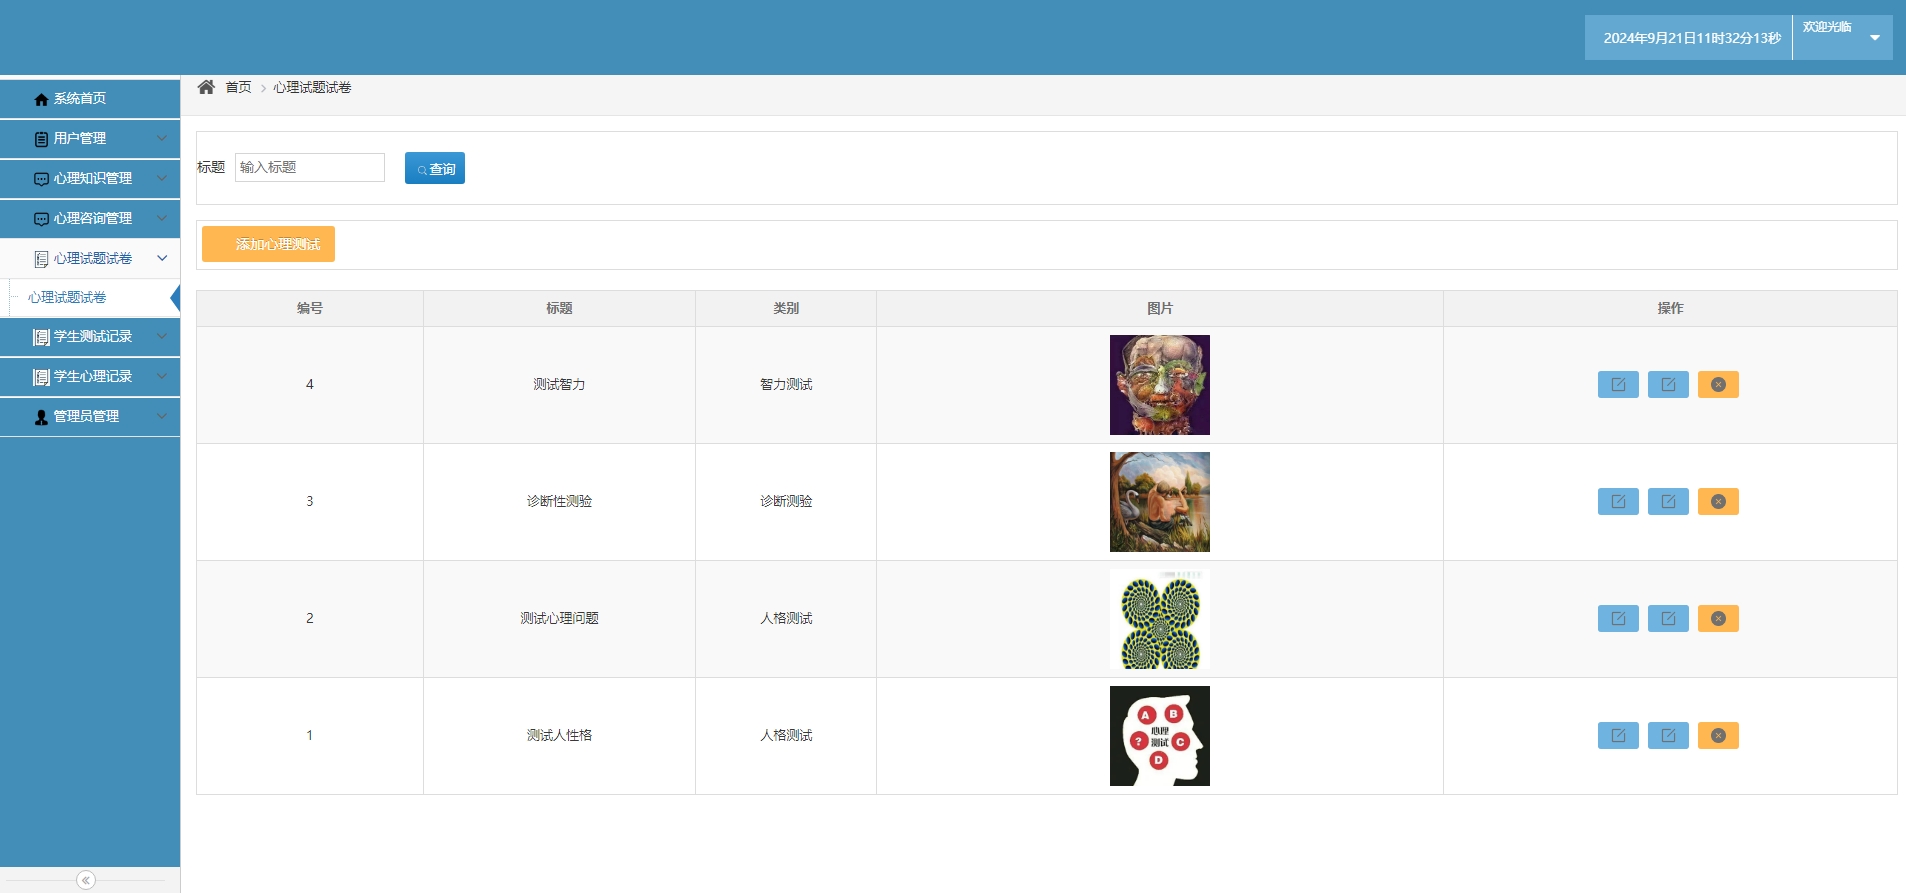 2024年9月21日11时32分13秒
欢迎光临
系统首页
用户管理
心理知识管理
心理咨询管理
心理试题试卷
心理试题试卷
学生测试记录
学生心理记录
管理员管理
首页 心理试题试卷
标题 输入标题 查询
添加心理测试
编号 标题 类别 图片 操作
4 测试智力 智力测试
3 诊断性测验 诊断测验
2 测试心理问题 人格测试
1 测试人性格 人格测试
A B
心理
? 测试 C
D